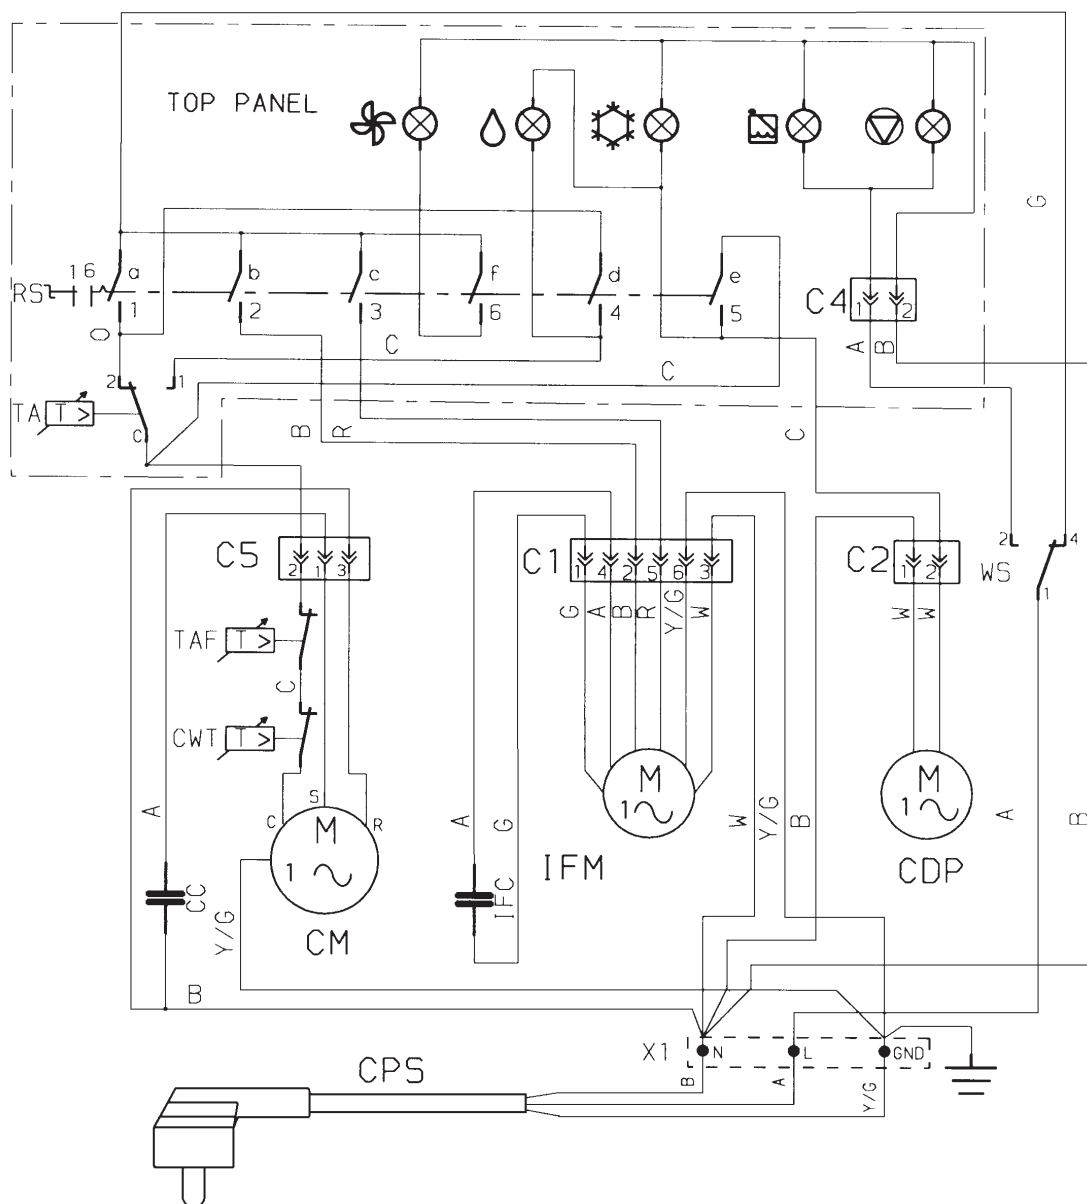 TOP PANEL
G
RS 16 a b c f d e
1 2 3 6 4 5
C4 1 2
O C A B
2 1 C
TA T > B R
C C
C5 2 1 3
C1 1 4 2 5 6 3
C2 1 2
2 4
WS
1
G A B R Y/G W W W
TAF T >
C
CWT T >
S
C M R
1
M
1
M
1
A A G W Y/G B A B
IFM CDP
CC IFC
Y/G CM
B
X1 N L GND
CPS B A Y/G